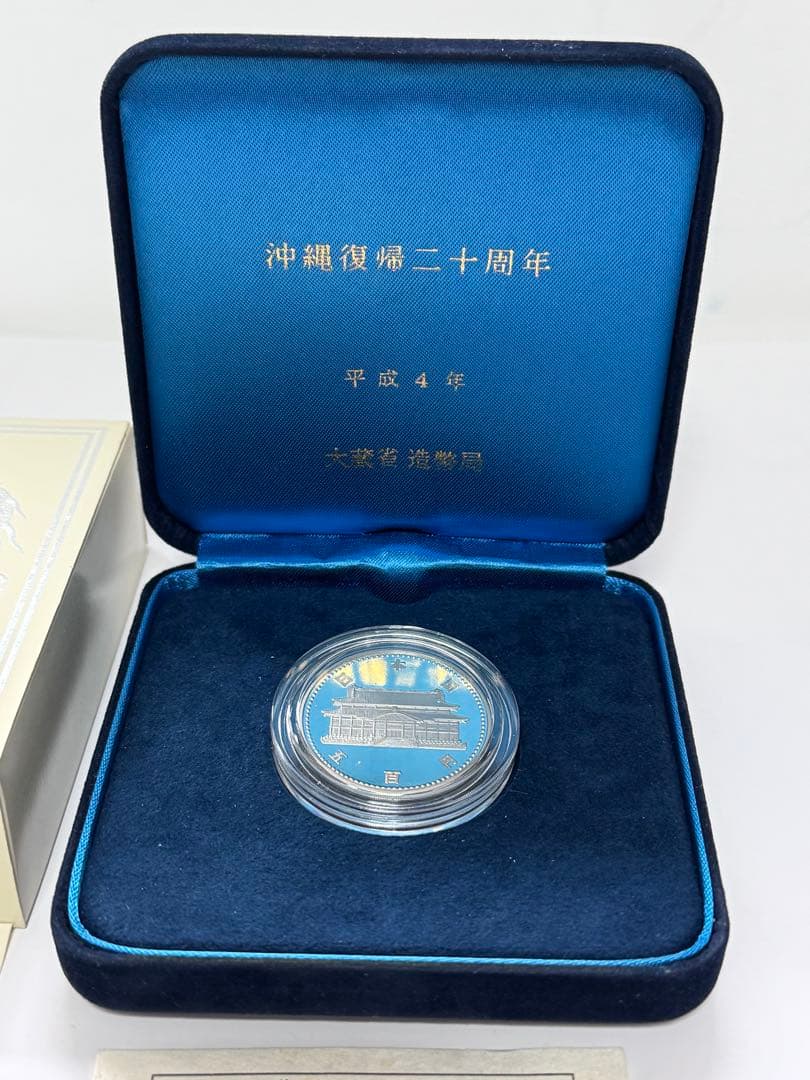 沖縄復帰二十周年
平成4年
大蔵省 造幣局
日本国
五百円